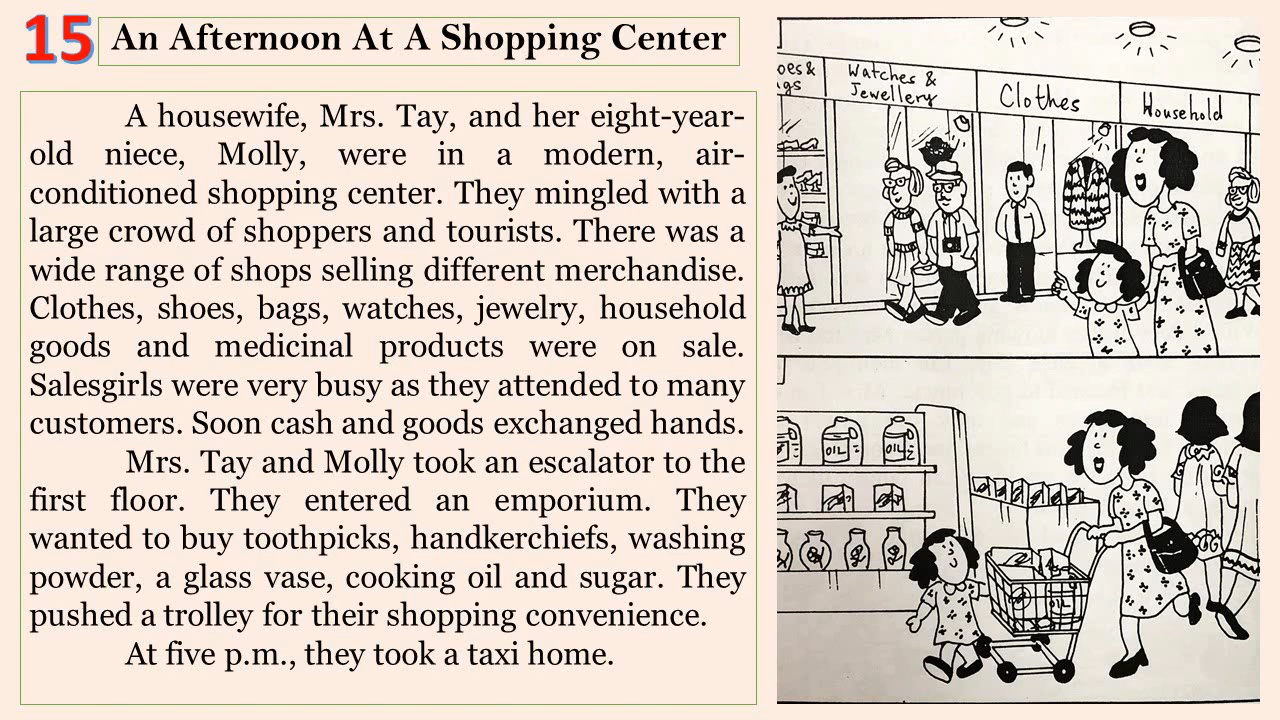 15 An Afternoon At A Shopping Center
A housewife, Mrs. Tay, and her eight-year-
old niece, Molly, were in a modern, air-
conditioned shopping center. They mingled with a
large crowd of shoppers and tourists. There was a
wide range of shops selling different merchandise.
Clothes, shoes, bags, watches, jewelry, household
goods and medicinal products were on sale.
Salesgirls were very busy as they attended to many
customers. Soon cash and goods exchanged hands.
Mrs. Tay and Molly took an escalator to the
first floor. They entered an emporium. They
wanted to buy toothpicks, handkerchiefs, washing
powder, a glass vase, cooking oil and sugar. They
pushed a trolley for their shopping convenience.
At five p.m., they took a taxi home.
oes &
gs
Watches &
Jewellery
Clothes
Household
OIL
OIL
OIL